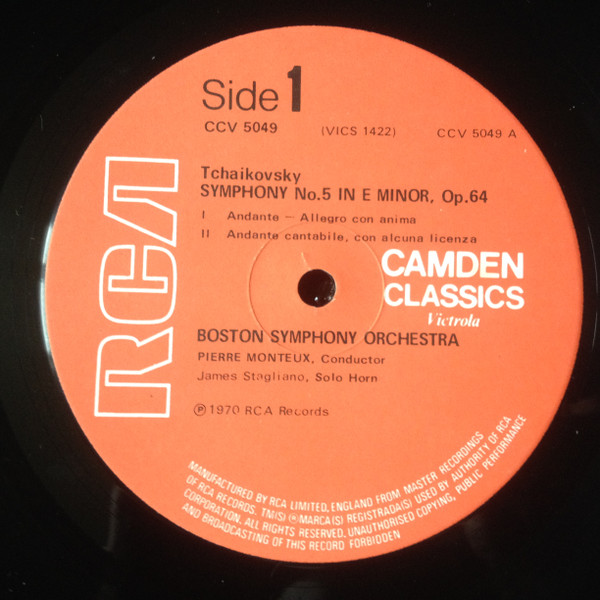 Side 1
CCV 5049 (VICS 1422) CCV 5049 A
Tchaikovsky
SYMPHONY No.5 IN E MINOR, Op.64
I Andante — Allegro con anima
II Andante cantabile, con alcuna licenza
RCA
CAMDEN
CLASSICS
Victrola
BOSTON SYMPHONY ORCHESTRA
PIERRE MONTEUX, Conductor
James Stagliano, Solo Horn
℗ 1970 RCA Records
MANUFACTURED BY RCA LIMITED, ENGLAND FROM MASTER RECORDINGS
OF RCA RECORDS. TM(S) ® MARCA(S) REGISTRADA(S) USED BY AUTHORITY OF RCA
CORPORATION. ALL RIGHTS RESERVED. UNAUTHORISED COPYING, PUBLIC PERFORMANCE
AND BROADCASTING OF THIS RECORD FORBIDDEN